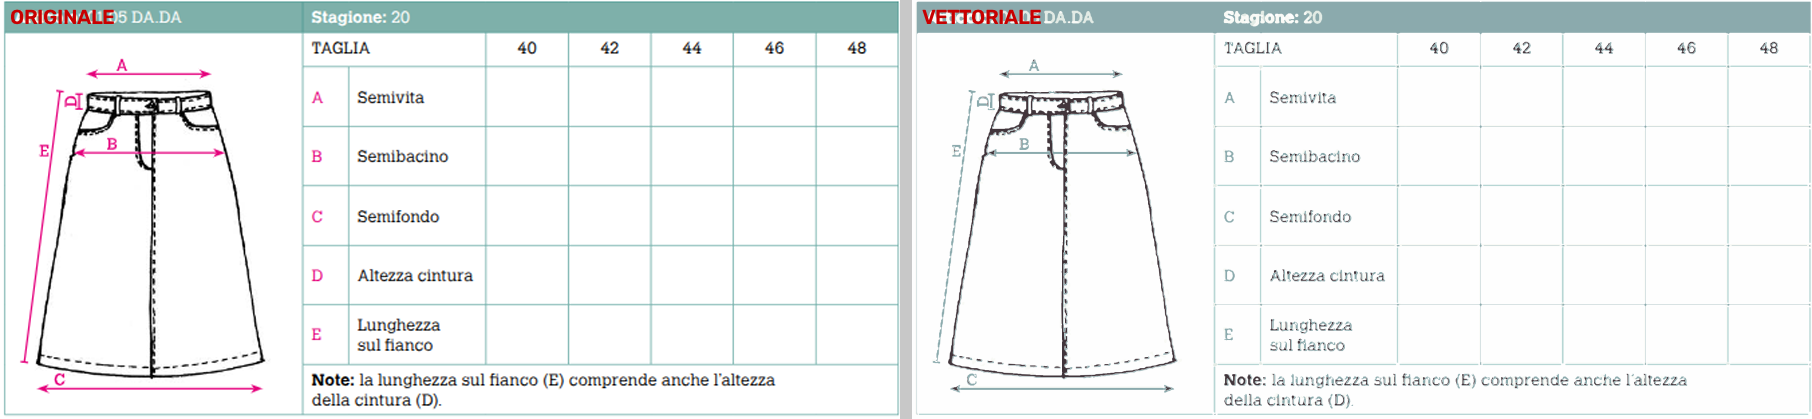 ORIGINALE 05 DA.DA
Stagione: 20
TAGLIA 40 42 44 46 48
A
D
E
B
C
A Semivita
B Semibacino
C Semifondo
D Altezza cintura
E Lunghezza
sul fianco
Note: la lunghezza sul fianco (E) comprende anche l'altezza
della cintura (D).
VETTORIALE DA.DA
Stagione: 20
TAGLIA 40 42 44 46 48
A
D
E
B
C
A Semivita
B Semibacino
C Semifondo
D Altezza cintura
E Lunghezza
sul fianco
Note: la lunghezza sul fianco (E) comprende anche l'altezza
della cintura (D).